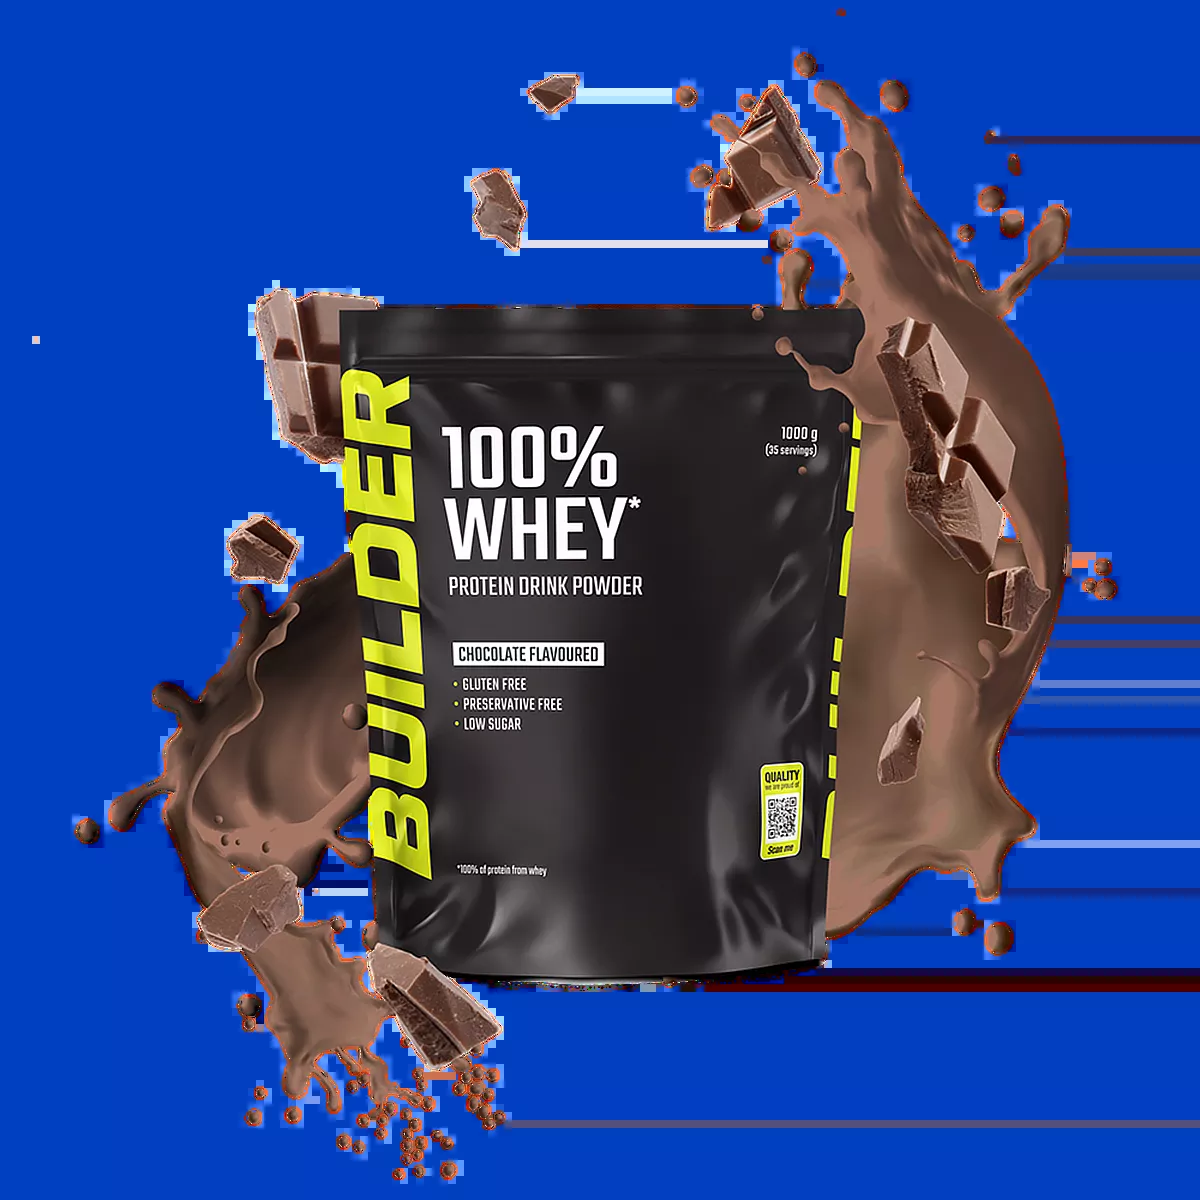 BUILDER
100%
WHEY*
PROTEIN DRINK POWDER
1000 g
(35 servings)
CHOCOLATE FLAVOURED
• GLUTEN FREE
• PRESERVATIVE FREE
• LOW SUGAR
QUALITY
we are proud of
Scan me
*100% of protein from whey